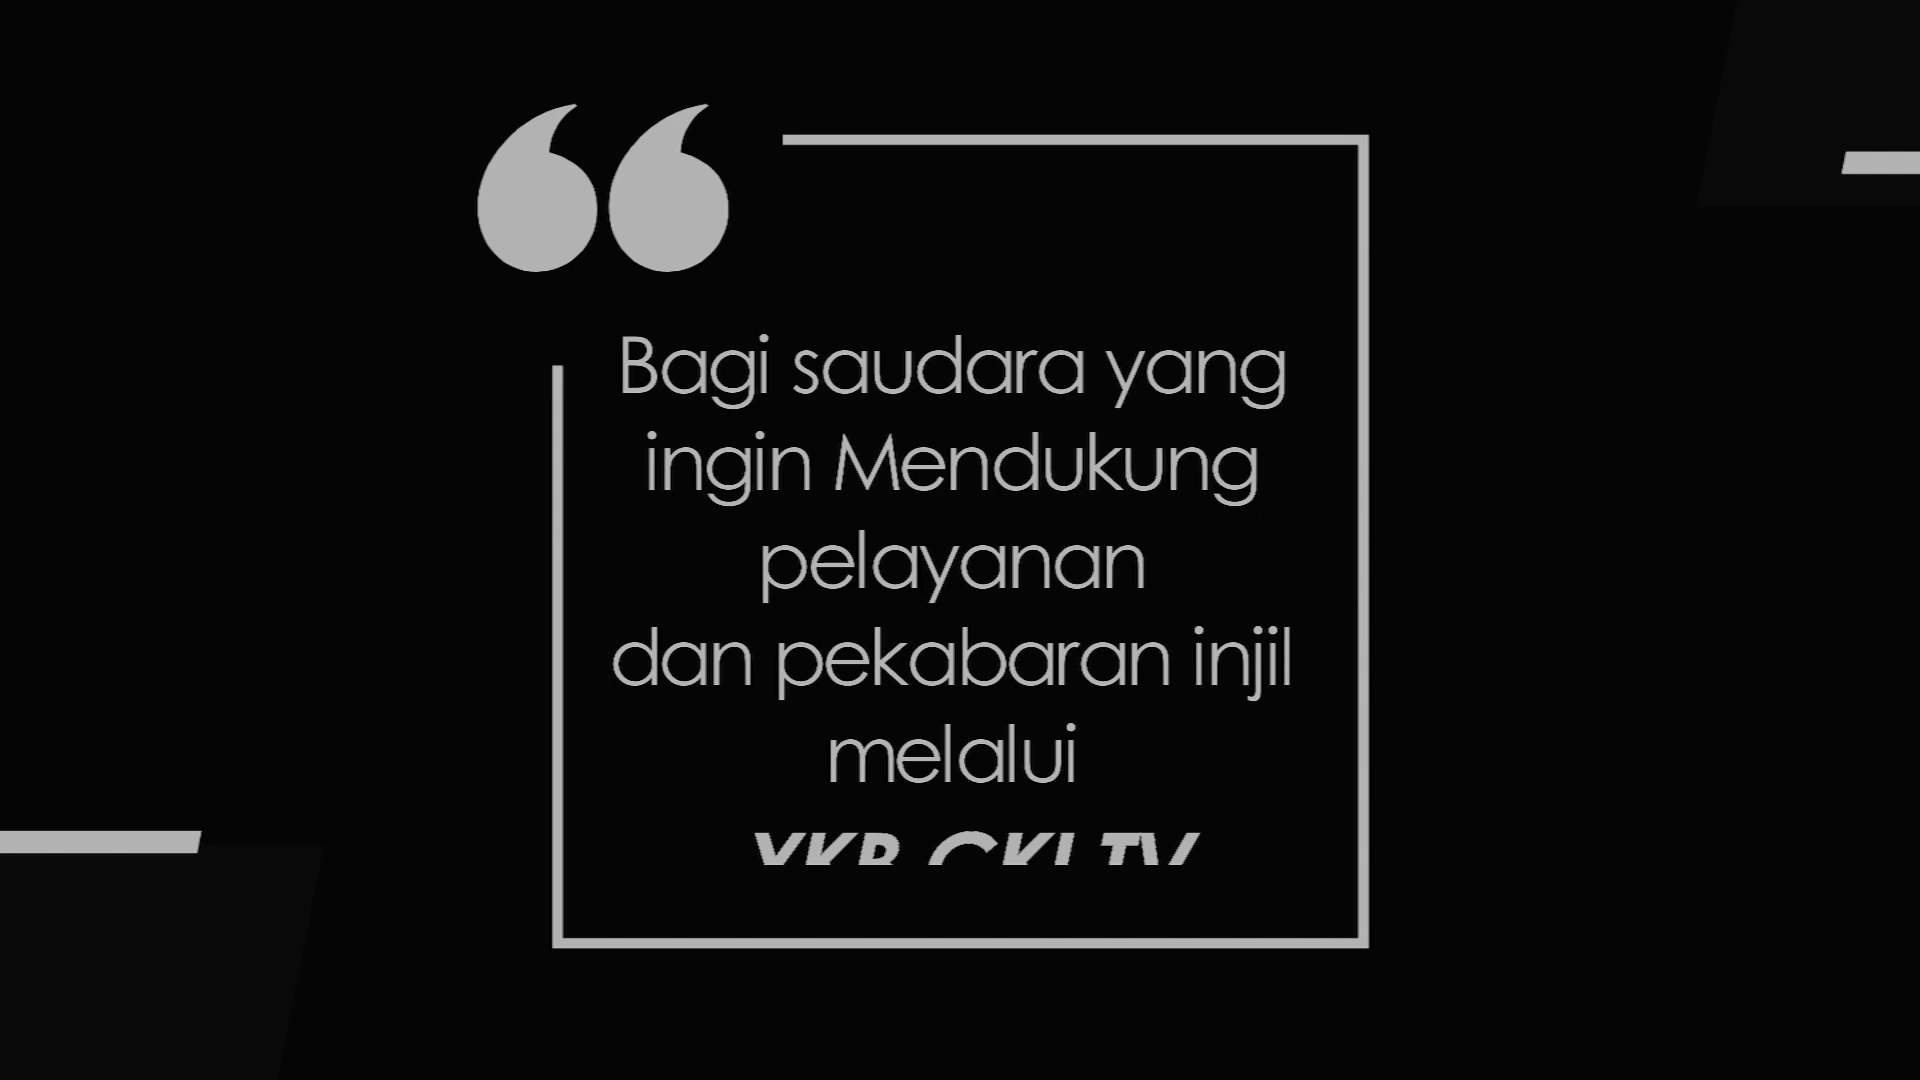 Bagi saudara yang
ingin Mendukung
pelayanan
dan pekabaran injil
melalui